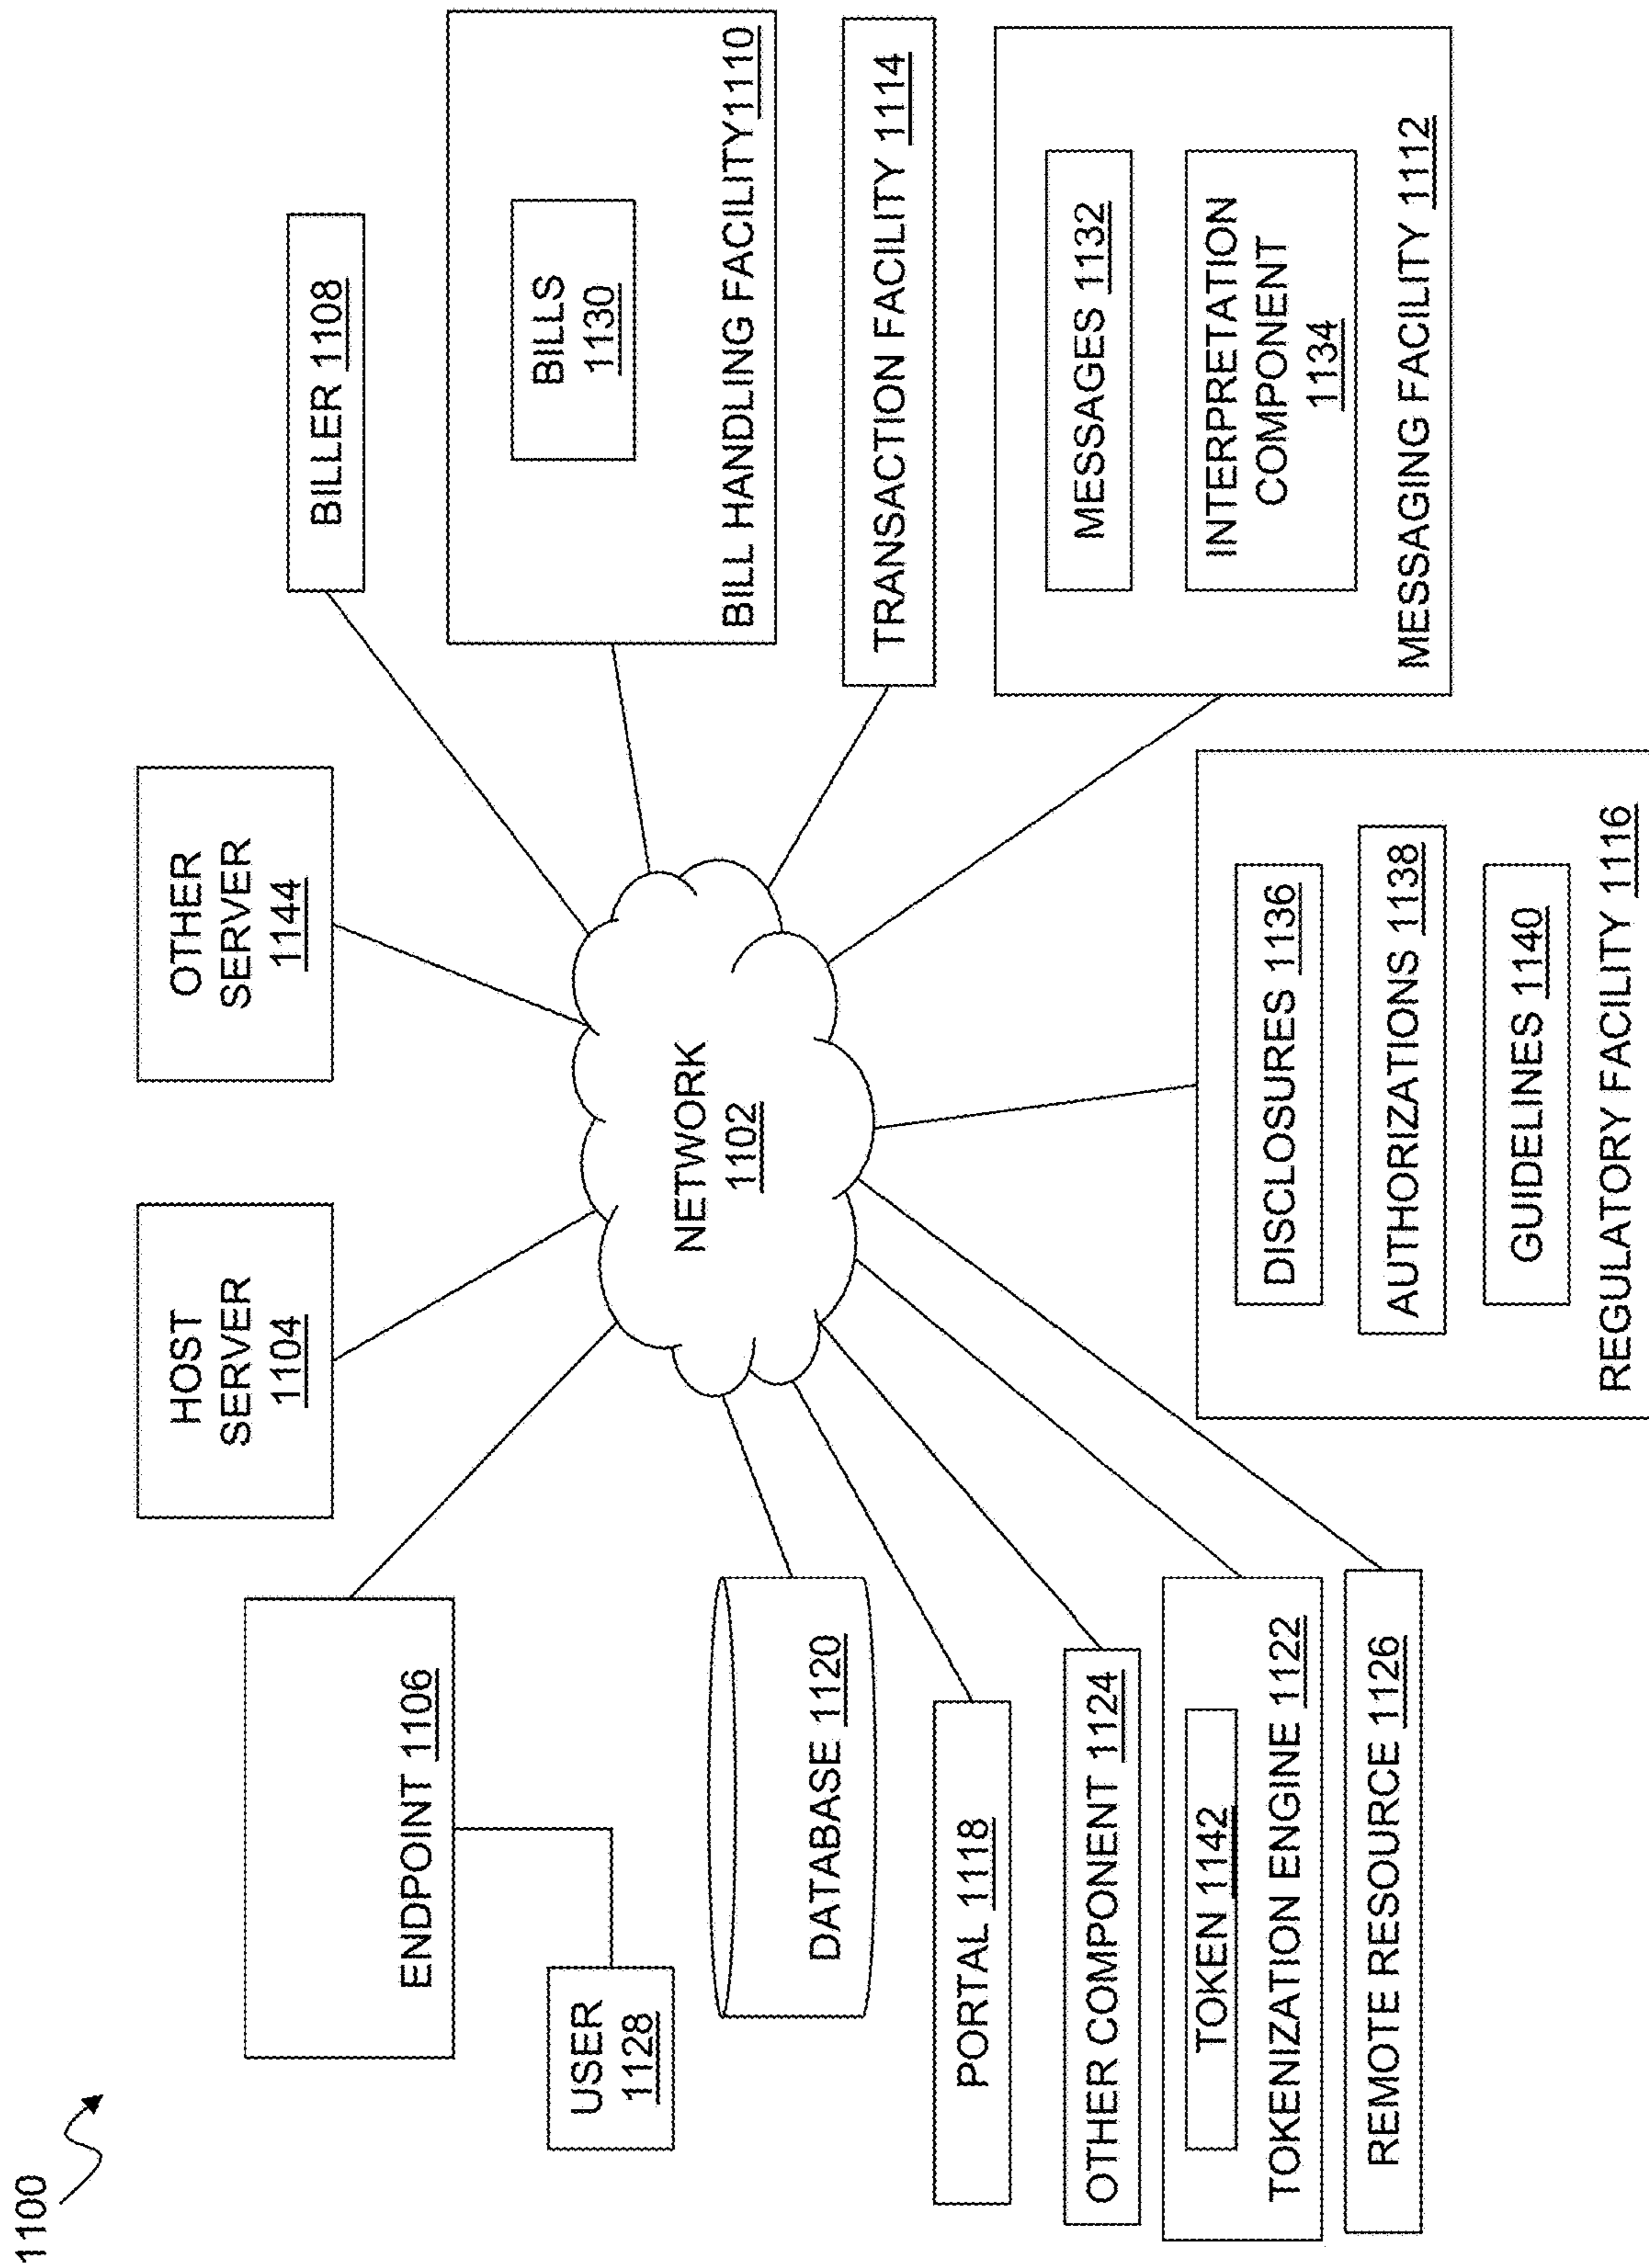 1100
HOST
SERVER
1104
OTHER
SERVER
1144
ENDPOINT 1106
BILLER 1108
USER
1128
BILLS
1130
BILL HANDLING FACILITY1110
NETWORK
1102
DATABASE 1120
TRANSACTION FACILITY 1114
PORTAL 1118
MESSAGES 1132
INTERPRETATION
COMPONENT
1134
MESSAGING FACILITY 1112
OTHER COMPONENT 1124
TOKEN 1142
TOKENIZATION ENGINE 1122
REMOTE RESOURCE 1126
DISCLOSURES 1136
AUTHORIZATIONS 1138
GUIDELINES 1140
REGULATORY FACILITY 1116